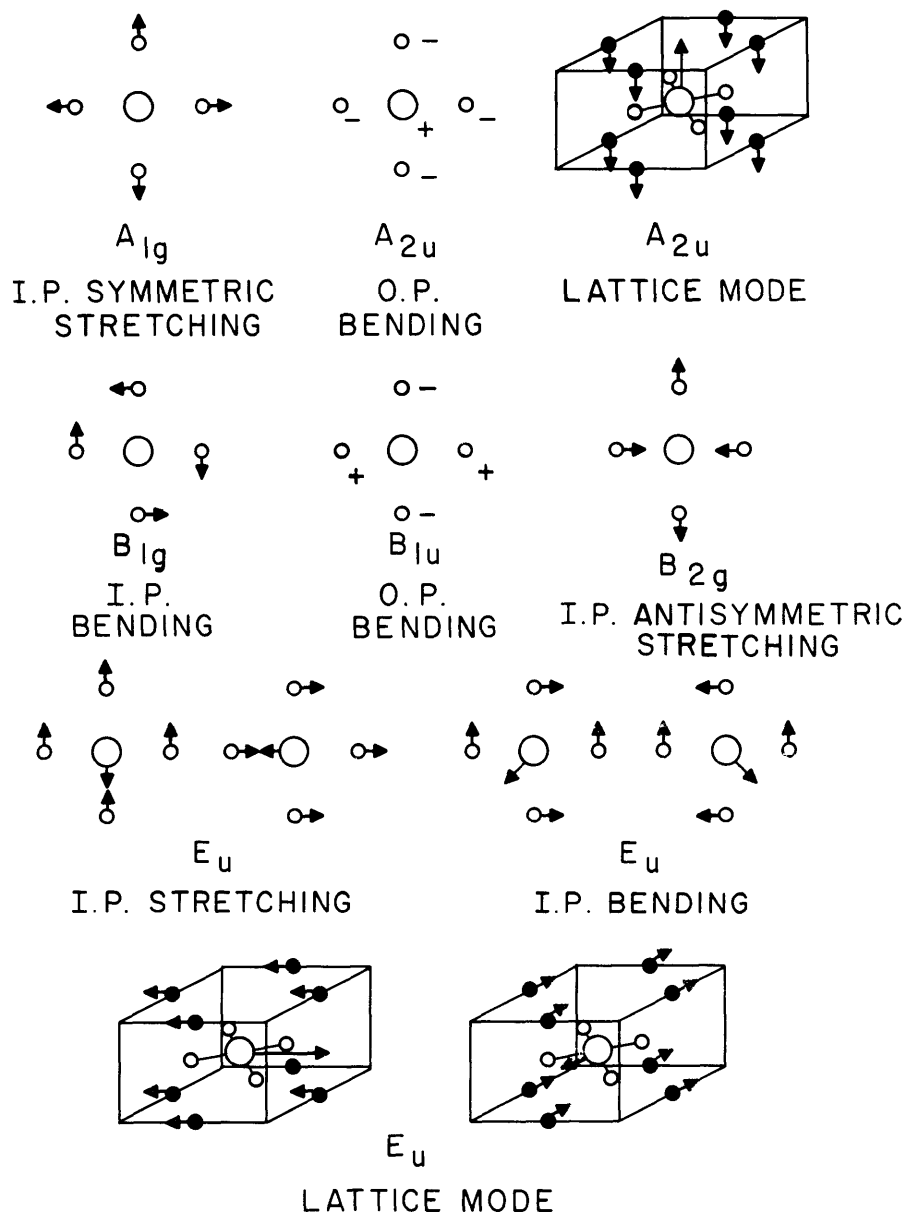 A1g
I.P. SYMMETRIC
STRETCHING
A2u
O.P.
BENDING
A2u
LATTICE MODE
B1g
I.P.
BENDING
B1u
O.P.
BENDING
B2g
I.P. ANTISYMMETRIC
STRETCHING
Eu
I.P. STRETCHING
Eu
I.P. BENDING
Eu
LATTICE MODE